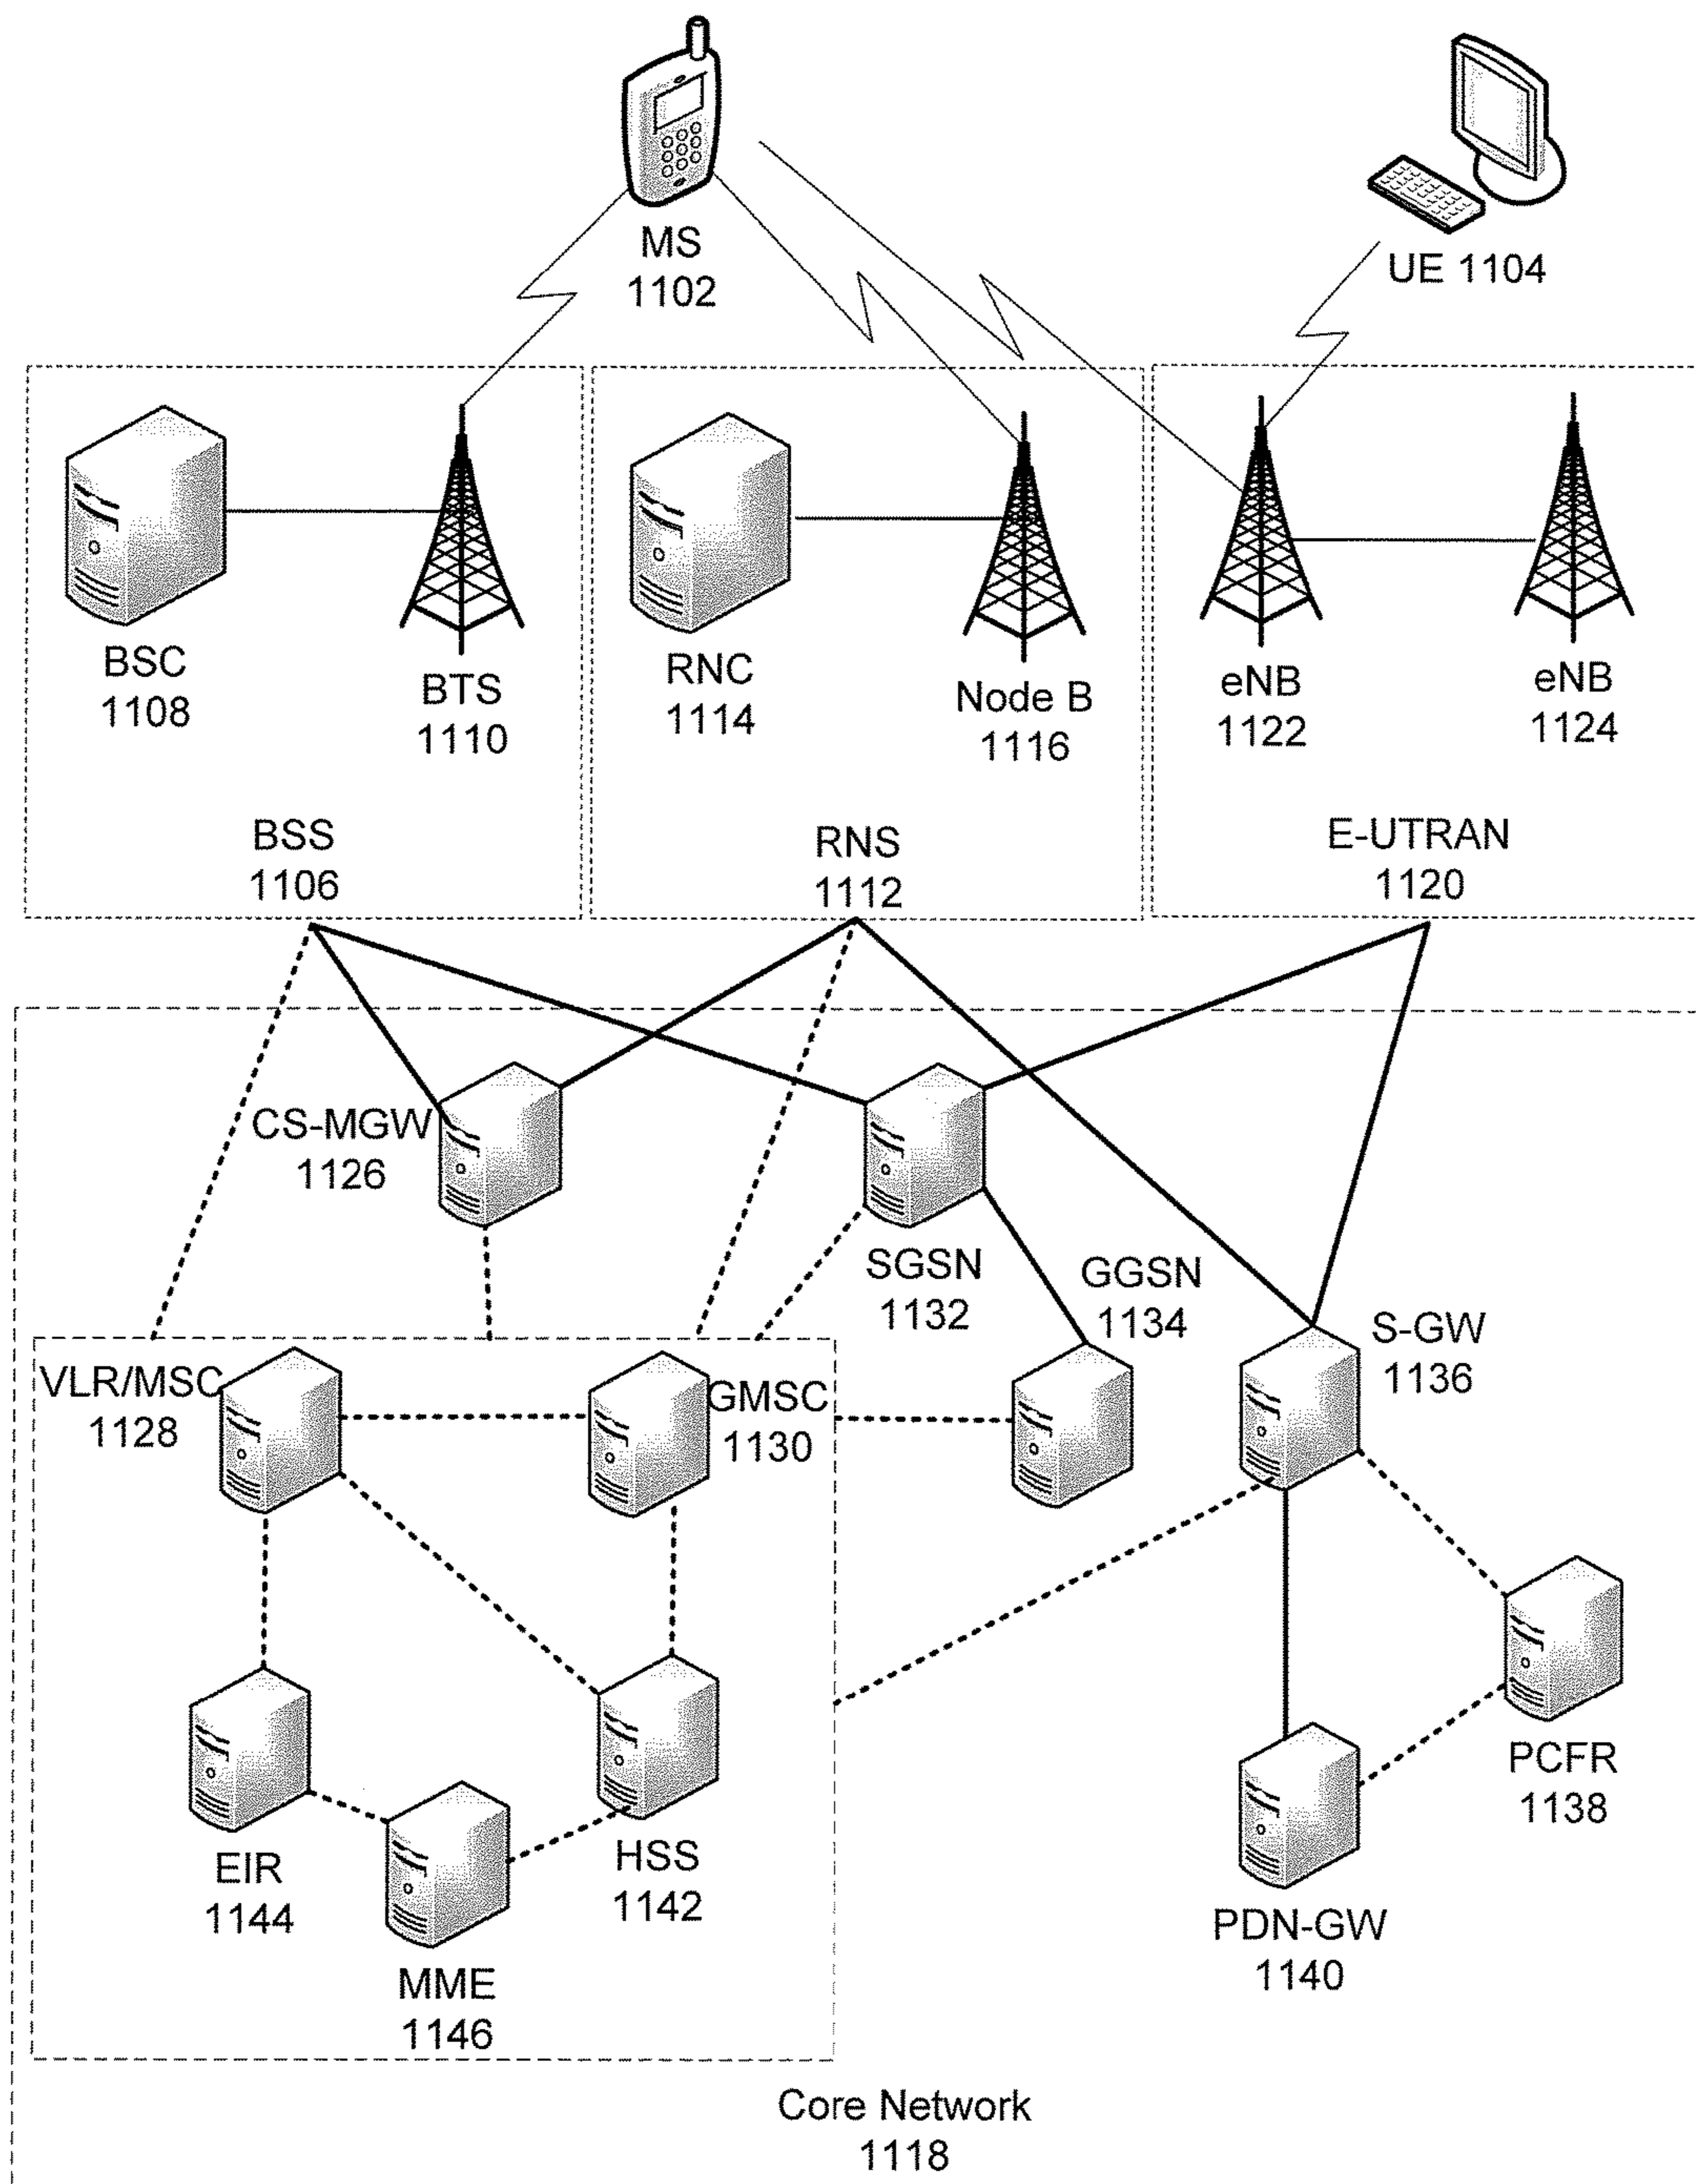 MS
1102
UE 1104
BSC
1108
BTS
1110
RNC
1114
Node B
1116
eNB
1122
eNB
1124
BSS
1106
RNS
1112
E-UTRAN
1120
CS-MGW
1126
SGSN
1132
GGSN
1134
S-GW
1136
VLR/MSC
1128
GMSC
1130
PCFR
1138
EIR
1144
HSS
1142
PDN-GW
1140
MME
1146
Core Network
1118